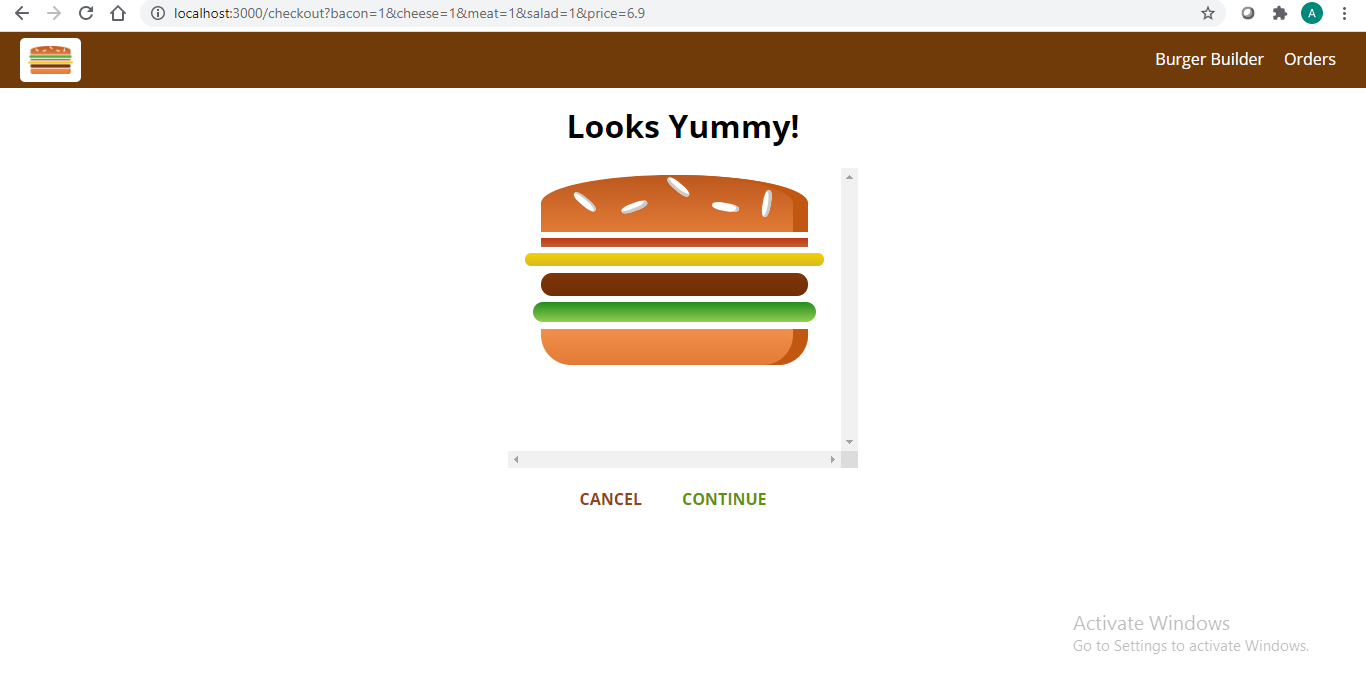 localhost:3000/checkout?bacon=1&cheese=1&meat=1&salad=1&price=6.9
A
Burger Builder Orders
Looks Yummy!
CANCEL CONTINUE
Activate Windows
Go to Settings to activate Windows.